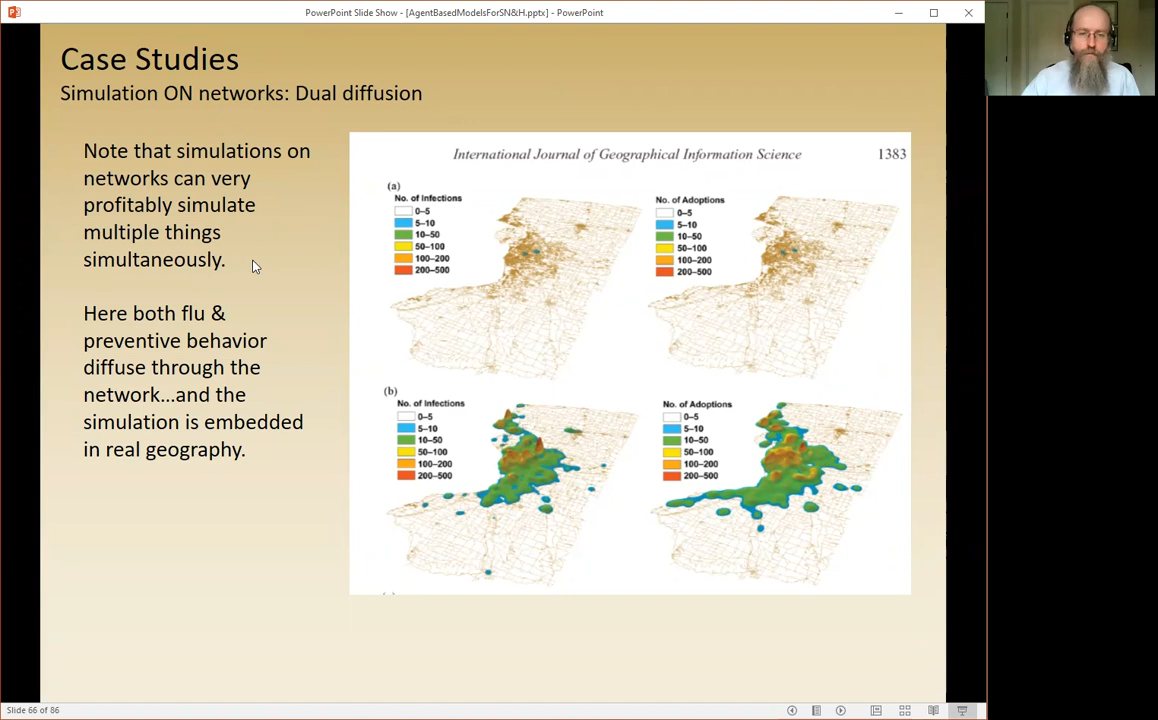 PowerPoint Slide Show - [AgentBasedModelsForSN&H.pptx] - PowerPoint
Case Studies
Simulation ON networks: Dual diffusion
Note that simulations on
networks can very
profitably simulate
multiple things
simultaneously.
Here both flu &
preventive behavior
diffuse through the
network...and the
simulation is embedded
in real geography.
International Journal of Geographical Information Science 1383
(a)
No. of Infections
0–5
5–10
10–50
50–100
100–200
200–500
No. of Adoptions
0–5
5–10
10–50
50–100
100–200
200–500
(b)
No. of Infections
0–5
5–10
10–50
50–100
100–200
200–500
No. of Adoptions
0–5
5–10
10–50
50–100
100–200
200–500
Slide 66 of 86